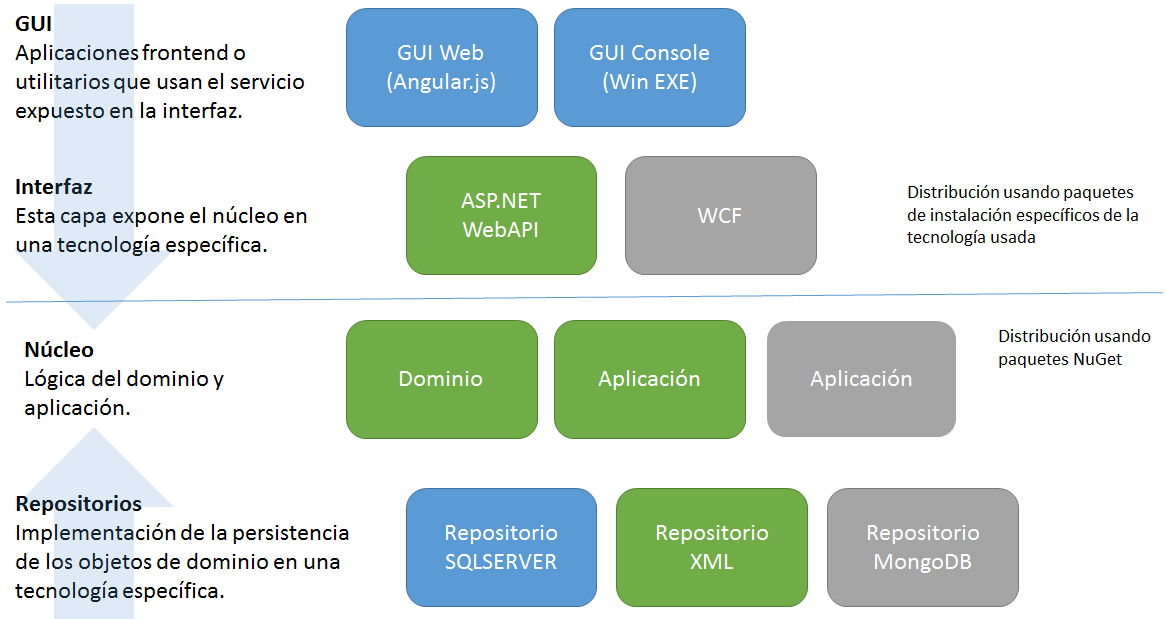 GUI
Aplicaciones frontend o
utilitarios que usan el servicio
expuesto en la interfaz.
GUI Web
(Angular.js)
GUI Console
(Win EXE)
Interfaz
Esta capa expone el núcleo en
una tecnología específica.
ASP.NET
WebAPI
WCF
Distribución usando paquetes
de instalación específicos de la
tecnología usada
Núcleo
Lógica del dominio y
aplicación.
Dominio
Aplicación
Aplicación
Distribución usando
paquetes NuGet
Repositorios
Implementación de la persistencia
de los objetos de dominio en una
tecnología específica.
Repositorio
SQLSERVER
Repositorio
XML
Repositorio
MongoDB